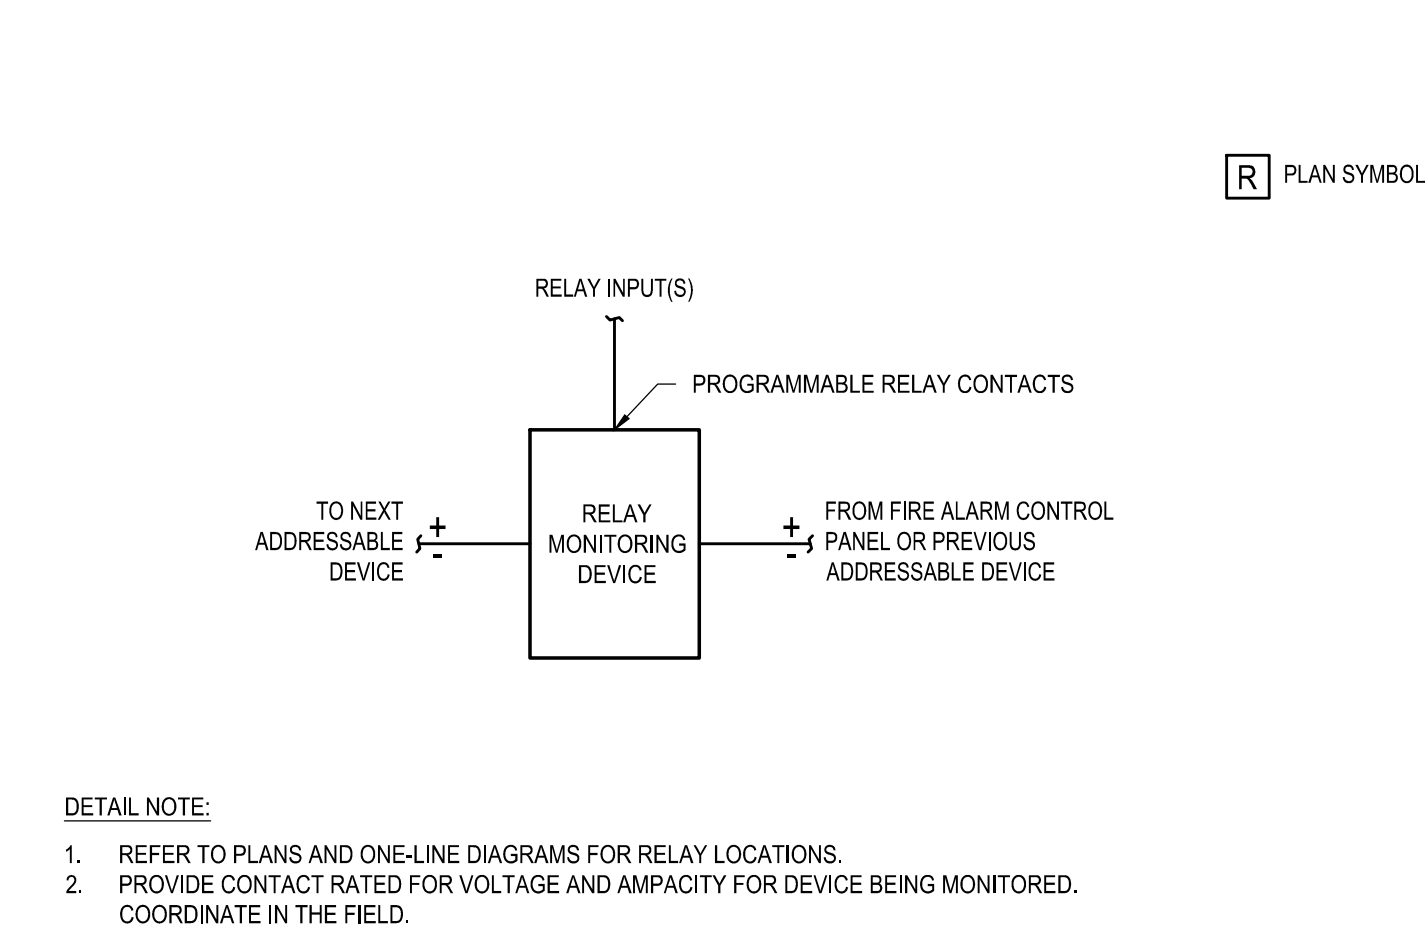 R PLAN SYMBOL
RELAY INPUT(S)
PROGRAMMABLE RELAY CONTACTS
TO NEXT
ADDRESSABLE
DEVICE
+
-
RELAY
MONITORING
DEVICE
+
-
FROM FIRE ALARM CONTROL
PANEL OR PREVIOUS
ADDRESSABLE DEVICE
DETAIL NOTE:
1. REFER TO PLANS AND ONE-LINE DIAGRAMS FOR RELAY LOCATIONS.
2. PROVIDE CONTACT RATED FOR VOLTAGE AND AMPACITY FOR DEVICE BEING MONITORED.
COORDINATE IN THE FIELD.